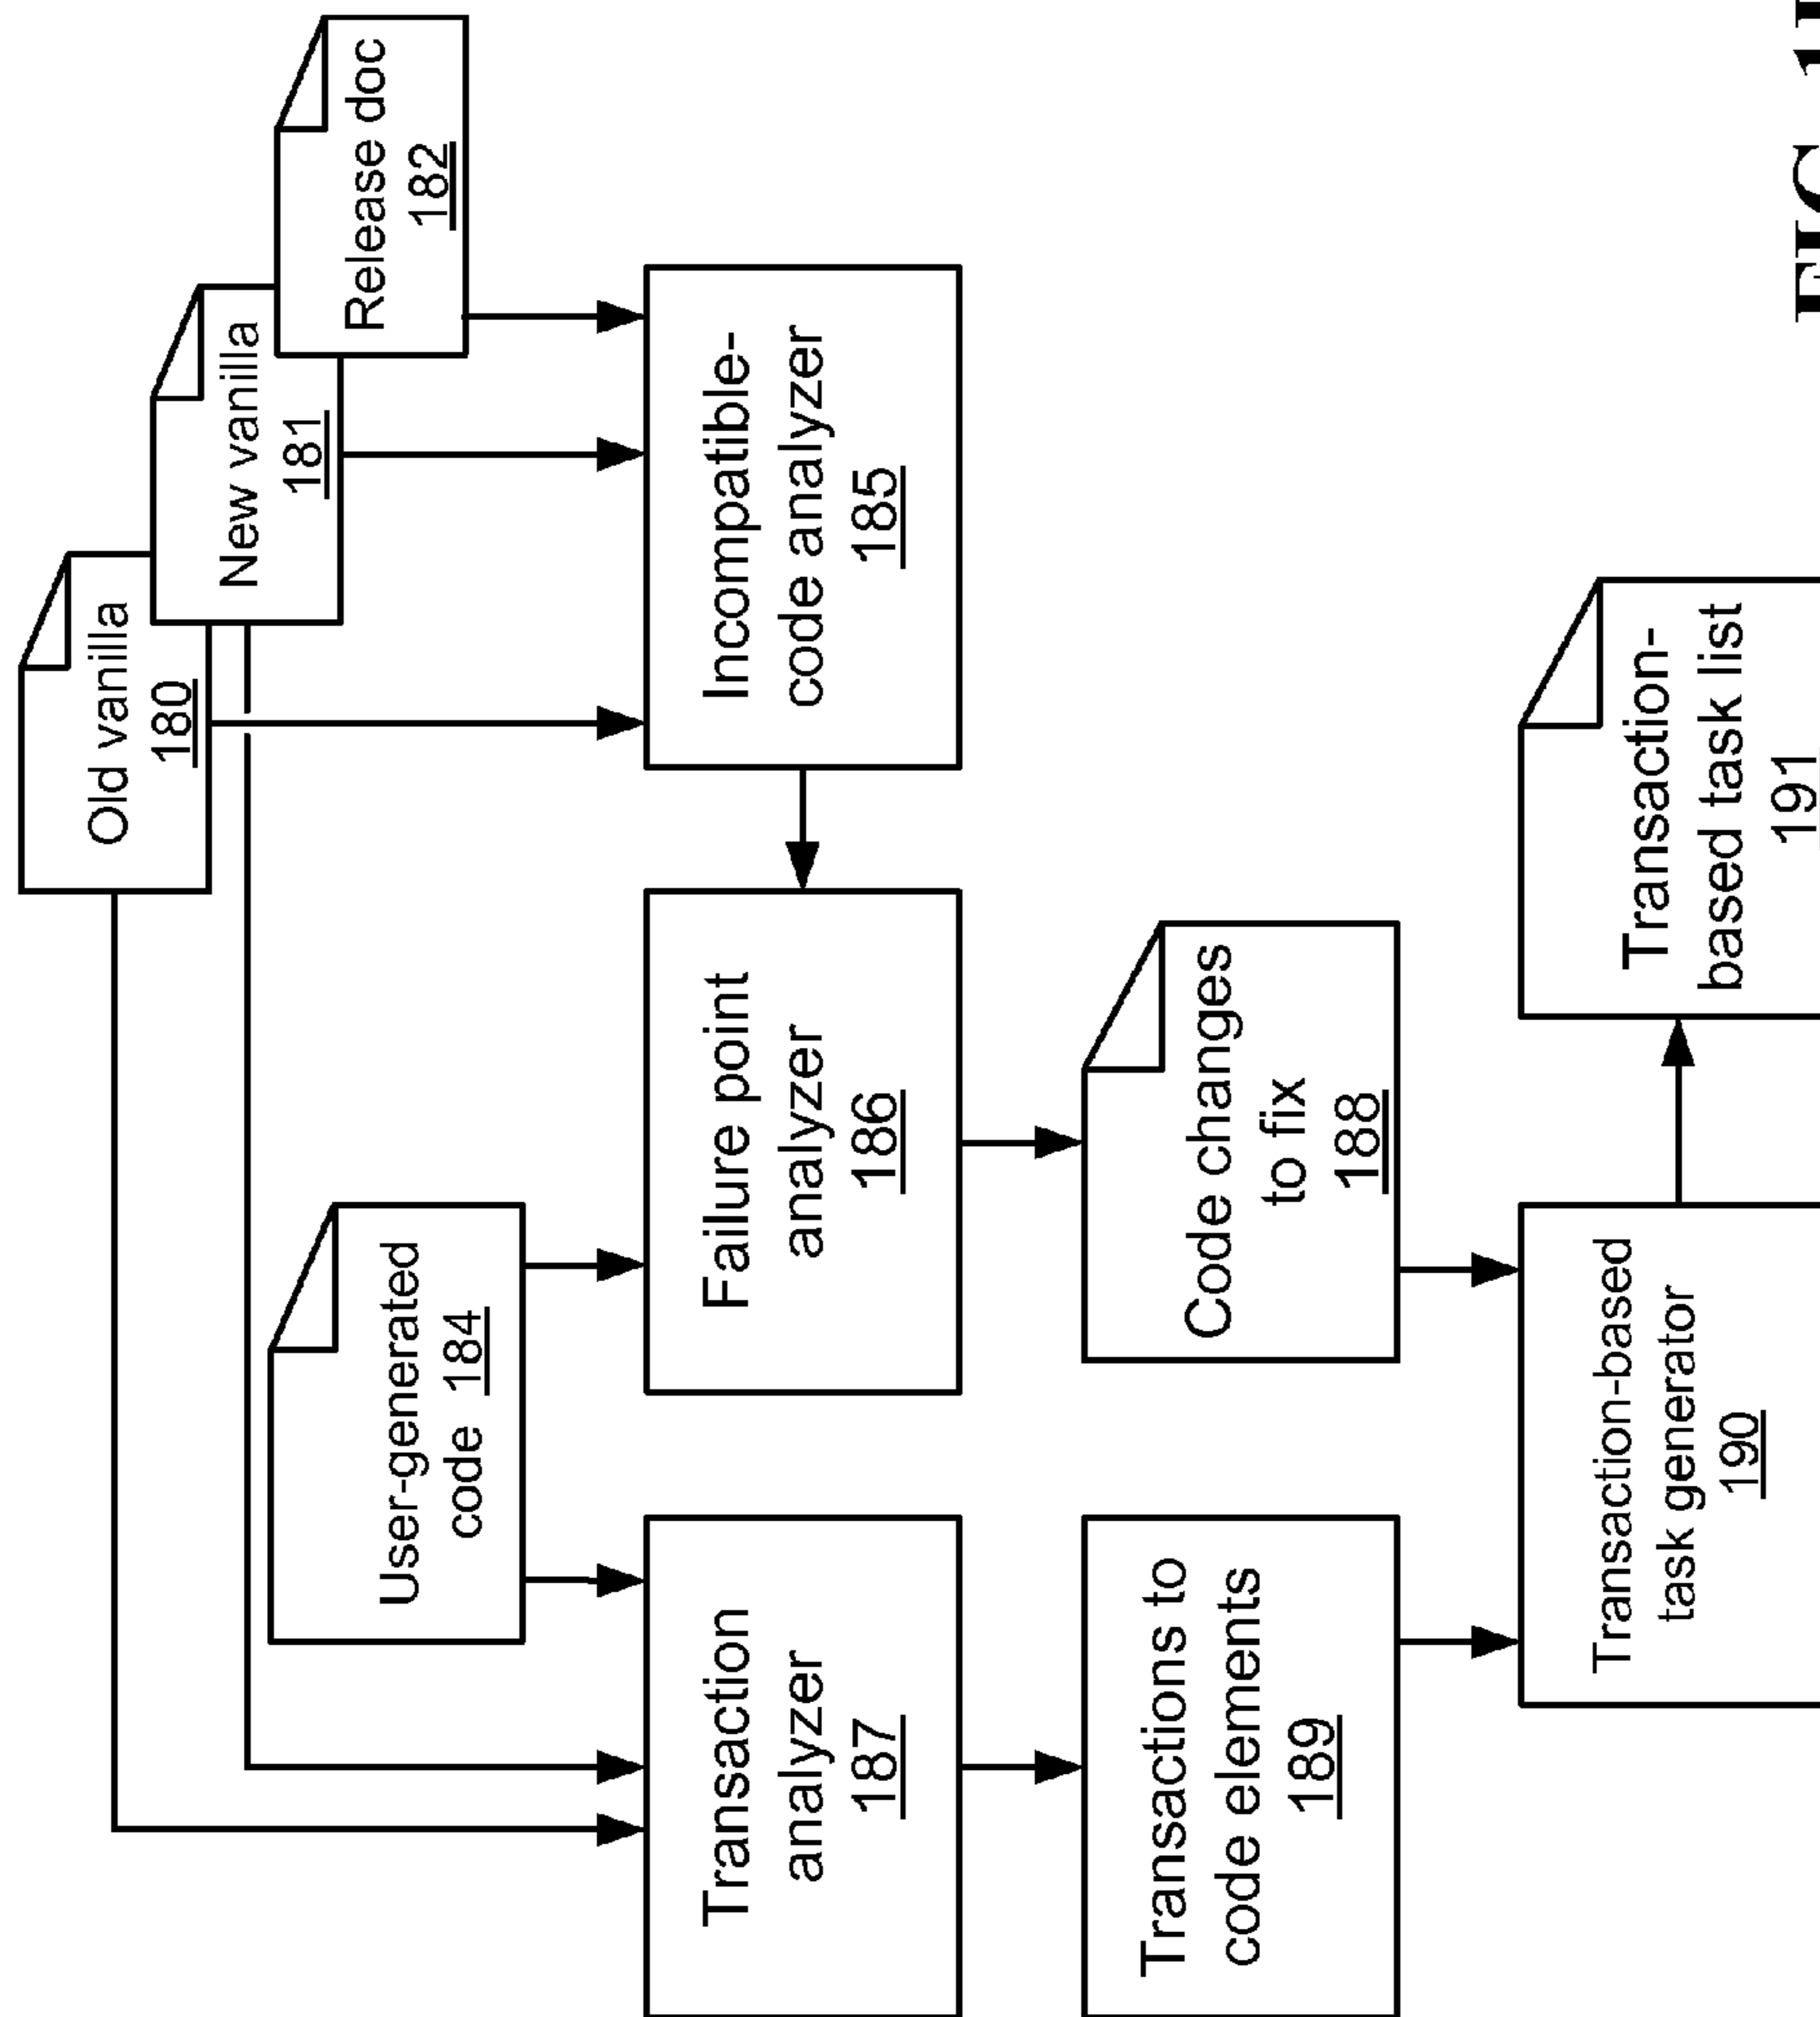 Old vanilla
180
New vanilla
181
Release doc
182
User-generated
code 184
Transaction
analyzer
187
Failure point
analyzer
186
Incompatible-
code analyzer
185
Transactions to
code elements
189
Code changes
to fix
188
Transaction-based
task generator
190
Transaction-
based task list
191